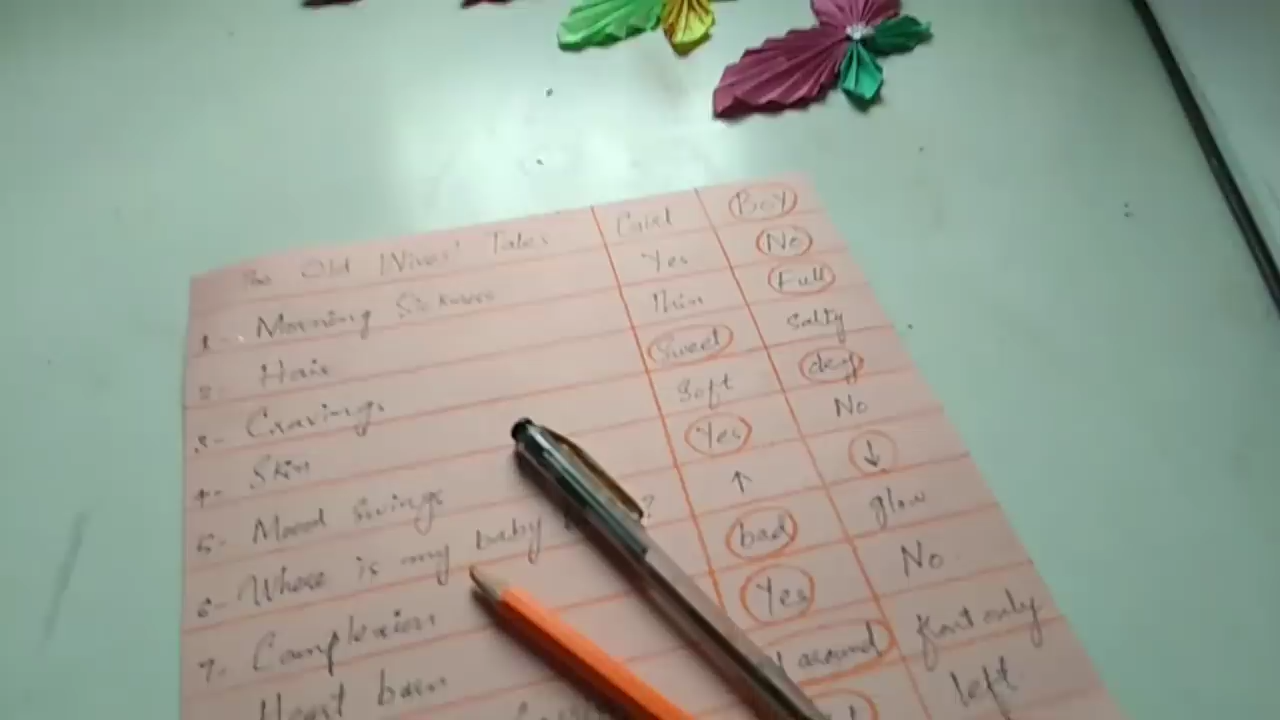 Old Wives' Tales Girl BOY
1. Morning Sickness Yes No
2- Hair Thin Full
3- Cravings Sweet salty
4- Skin Soft dry
5- Mood swings Yes No
6- Where is my baby ? ↑ ↓
7- Complexion bad glow
Heart burn Yes No
around front only
left